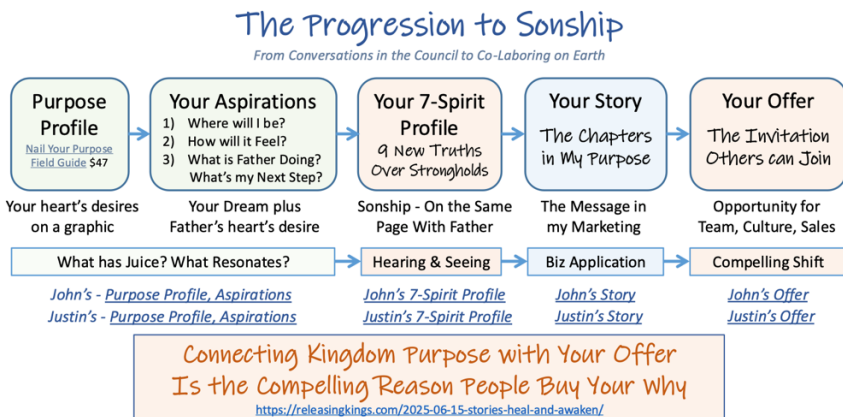 The Progression to Sonship
From Conversations in the Council to Co-Laboring on Earth
Purpose
Profile
Nail Your Purpose
Field Guide $47
Your Aspirations
1) Where will I be?
2) How will it Feel?
3) What is Father Doing?
What's my Next Step?
Your 7-Spirit
Profile
9 New Truths
Over Strongholds
Your Story
The Chapters
in My Purpose
Your Offer
The Invitation
Others can Join
Your heart's desires
on a graphic
Your Dream plus
Father's heart's desire
Sonship - On the Same
Page With Father
The Message in
my Marketing
Opportunity for
Team, Culture, Sales
What has Juice? What Resonates?
Hearing & Seeing
Biz Application
Compelling Shift
John's - Purpose Profile, Aspirations
Justin's - Purpose Profile, Aspirations
John's 7-Spirit Profile
Justin's 7-Spirit Profile
John's Story
Justin's Story
John's Offer
Justin's Offer
Connecting Kingdom Purpose with Your Offer
Is the Compelling Reason People Buy Your Why
https://releasingkings.com/2025-06-15-stories-heal-and-awaken/